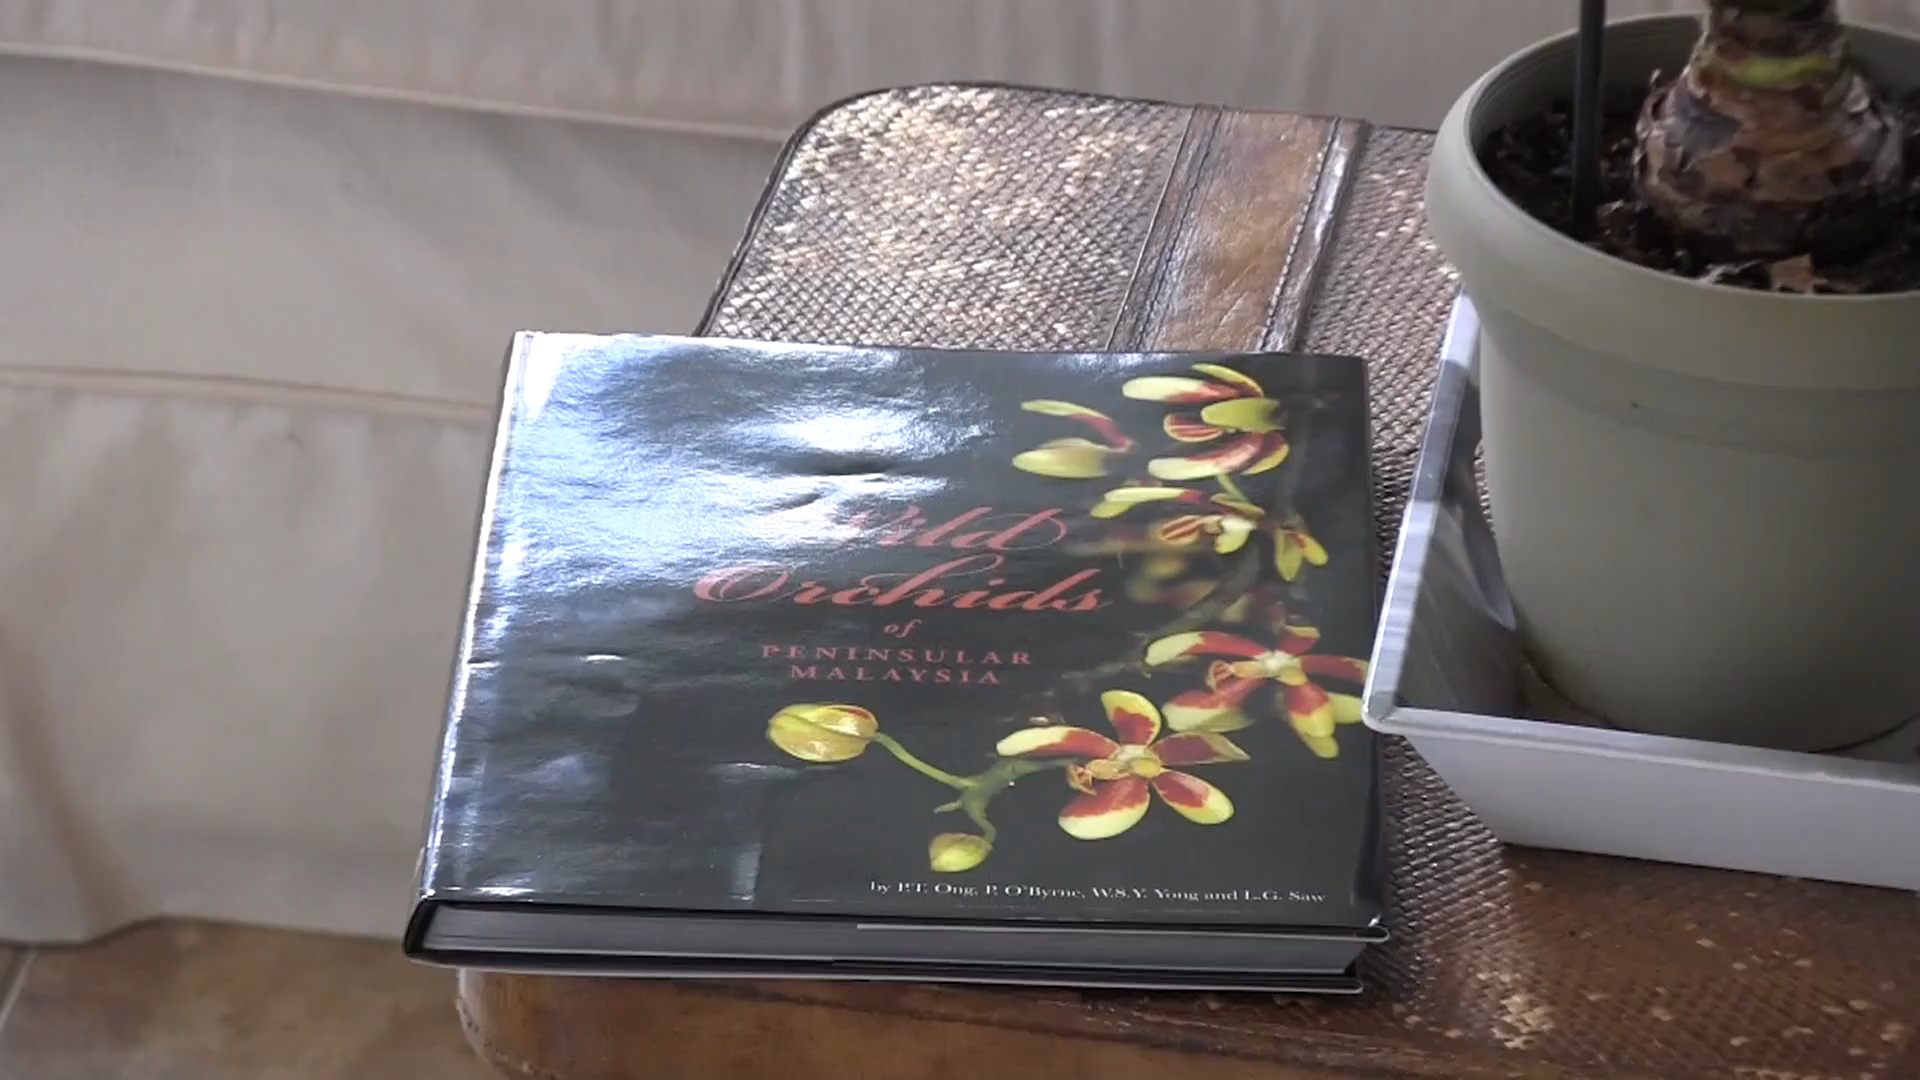 Wild
Orchids
of
PENINSULAR
MALAYSIA
by P.T. Ong, P. O'Byrne, W.S.Y. Yong and L.G. Saw